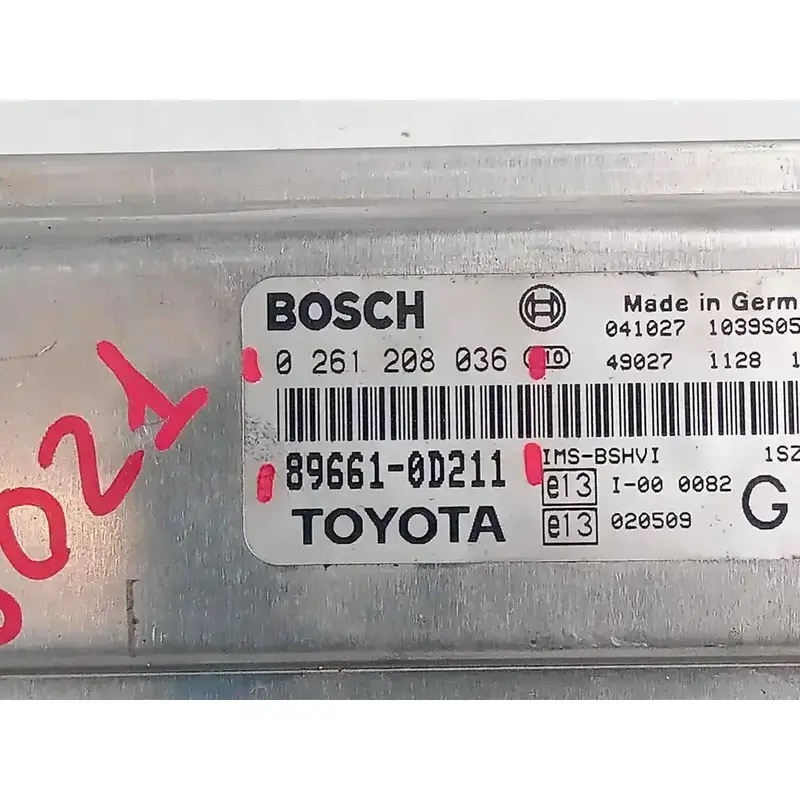 BOSCH
Made in Germ
041027 1039S05
0 261 208 036
49027 1128 1
89661-0D211
IMS-BSHVI 1SZ
e13 I-00 0082
G
TOYOTA
e13 020509
021